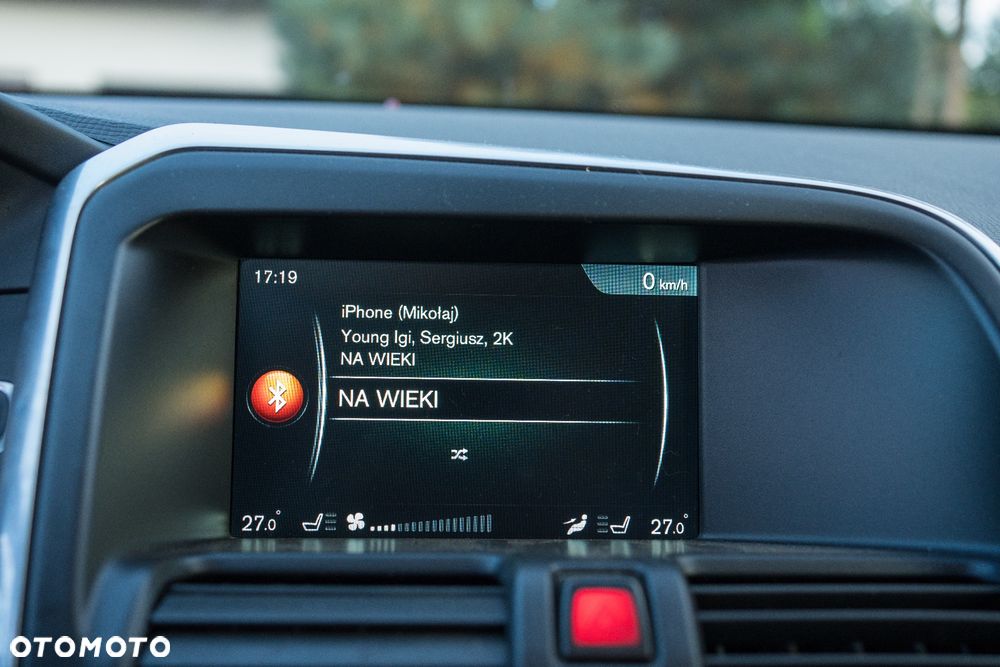 17:19
0 km/h
iPhone (Mikołaj)
Young Igi, Sergiusz, 2K
NA WIEKI
NA WIEKI
27.0°
27.0°
OTOMOTO